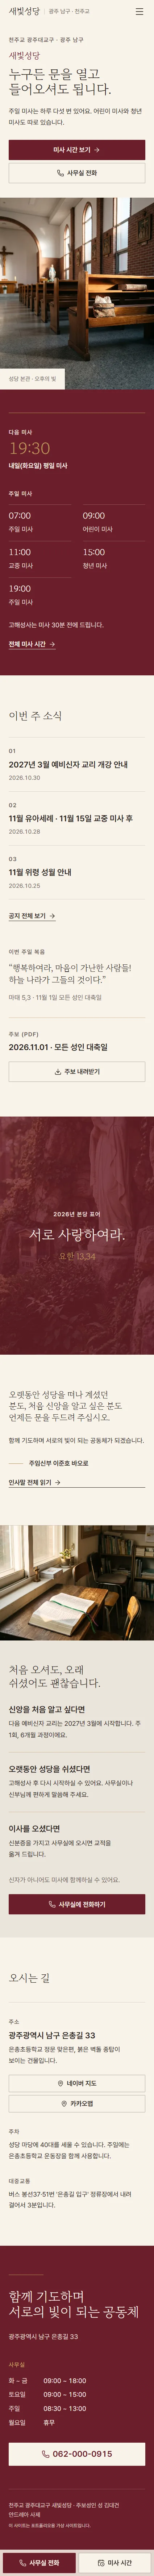 새빛성당 광주 남구 · 천주교
천주교 광주대교구 · 광주 남구
새빛성당
누구든 문을 열고
들어오셔도 됩니다.
주일 미사는 하루 다섯 번 있어요. 어린이 미사와 청년
미사도 따로 있습니다.
미사 시간 보기 →
사무실 전화
성당 본관 · 오후의 빛
다음 미사
19:30
내일(화요일) 평일 미사
주일 미사
07:00 09:00
주일 미사 어린이 미사
11:00 15:00
교중 미사 청년 미사
19:00
주일 미사
고해성사는 미사 30분 전에 드립니다.
전체 미사 시간 →
이번 주 소식
01
2027년 3월 예비신자 교리 개강 안내
2026.10.30
02
11월 유아세례 · 11월 15일 교중 미사 후
2026.10.28
03
11월 위령 성월 안내
2026.10.25
공지 전체 보기 →
이번 주일 복음
“행복하여라, 마음이 가난한 사람들!
하늘 나라가 그들의 것이다.”
마태 5,3 · 11월 1일 모든 성인 대축일
주보 (PDF)
2026.11.01 · 모든 성인 대축일
주보 내려받기
2026년 본당 표어
서로 사랑하여라.
요한 13,34
오랫동안 성당을 떠나 계셨던
분도, 처음 신앙을 알고 싶은 분도
언제든 문을 두드려 주십시오.
함께 기도하며 서로의 빛이 되는 공동체가 되겠습니다.
주임신부 이준호 바오로
인사말 전체 읽기 →
처음 오셔도, 오래
쉬셨어도 괜찮습니다.
신앙을 처음 알고 싶다면
다음 예비신자 교리는 2027년 3월에 시작합니다. 주
1회, 6개월 과정이에요.
오랫동안 성당을 쉬셨다면
고해성사 후 다시 시작하실 수 있어요. 사무실이나
신부님께 편하게 말씀해 주세요.
이사를 오셨다면
신분증을 가지고 사무실에 오시면 교적을
옮겨 드립니다.
신자가 아니어도 미사에 함께하실 수 있어요.
사무실에 전화하기
오시는 길
주소
광주광역시 남구 은총길 33
은총초등학교 정문 맞은편, 붉은 벽돌 종탑이
보이는 건물입니다.
네이버 지도
카카오맵
주차
성당 마당에 40대를 세울 수 있습니다. 주일에는
은총초등학교 운동장을 함께 사용합니다.
대중교통
버스 봉선37·51번 ‘은총길 입구’ 정류장에서 내려
걸어서 3분입니다.
함께 기도하며
서로의 빛이 되는 공동체
광주광역시 남구 은총길 33
사무실
화 – 금 09:00 – 18:00
토요일 09:00 – 15:00
주일 08:30 – 13:00
월요일 휴무
062-000-0915
천주교 광주대교구 새빛성당 · 주보성인 성 김대건
안드레아 사제
이 사이트는 포트폴리오용 가상 사이트입니다.
사무실 전화 미사 시간